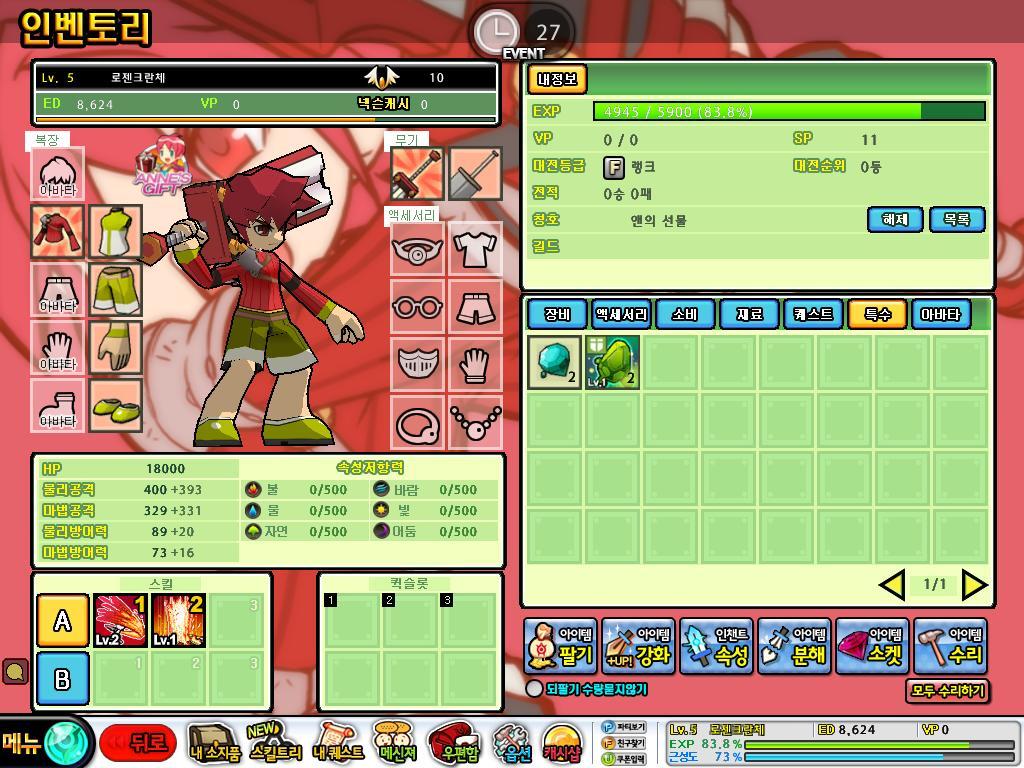 인벤토리
27
EVENT
Lv. 5 로젠크란체 10
ED 8,624 VP 0 넥슨캐시 0
복장
ANNE'S GIFT
무기
액세서리
아바타
아바타
아바타
아바타
내정보
EXP 4945 / 5900 (83.8%)
VP 0 / 0 SP 11
대전등급 F 랭크 대전순위 0등
전적 0승 0패
칭호 앤의 선물 해제 목록
길드
장비 액세서리 소비 재료 퀘스트 특수 아바타
2 Lv.1 2
1/1
HP 18000 속성저항력
물리공격 400 +393 불 0/500 바람 0/500
마법공격 329 +331 물 0/500 빛 0/500
물리방어력 89 +20 자연 0/500 어둠 0/500
마법방어력 73 +16
스킬 퀵슬롯
A 1 Lv.2 2 Lv.1 3
B 1 2 3
1 2 3
아이템 팔기 +UP! 아이템 강화 인챈트 속성 아이템 분해 아이템 소켓 아이템 수리
되팔기 수량묻지않기 모두 수리하기
메뉴 뒤로 내 소지품 NEW 스킬트리 내 퀘스트 메신져 우편함 옵션 캐시샵
파티보기
친구찾기
쿠폰입력
Lv.5 로젠크란체 ED 8,624 VP 0
EXP 83.8%
근성도 73%